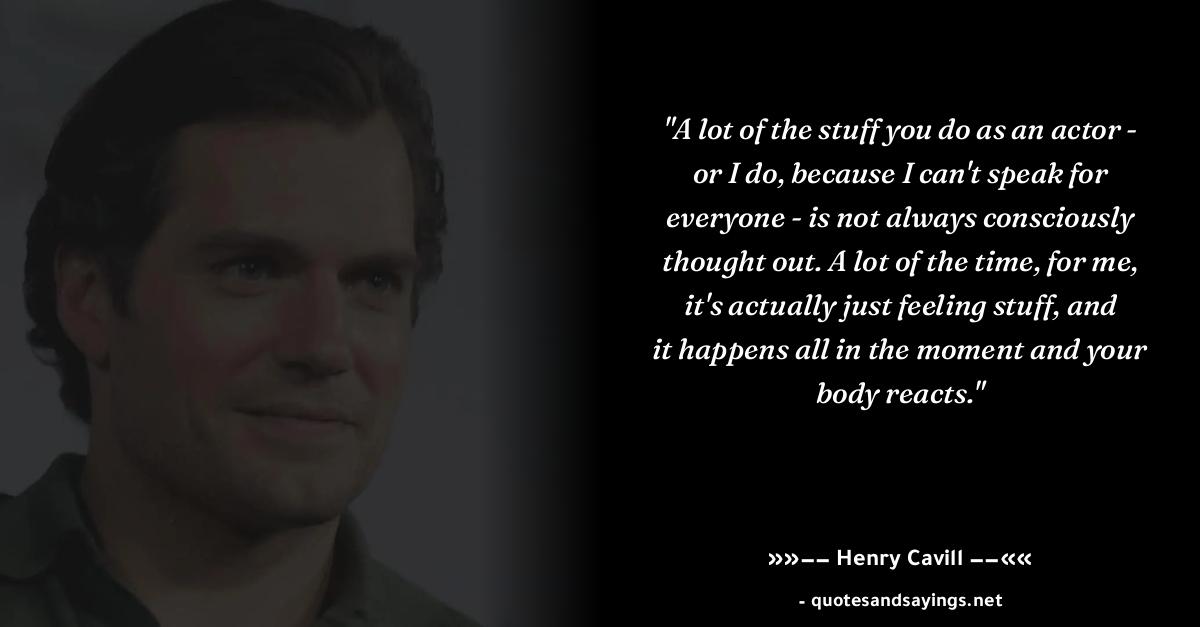 "A lot of the stuff you do as an actor -
or I do, because I can't speak for
everyone - is not always consciously
thought out. A lot of the time, for me,
it's actually just feeling stuff, and
it happens all in the moment and your
body reacts."
»»–– Henry Cavill ––««
- quotesandsayings.net